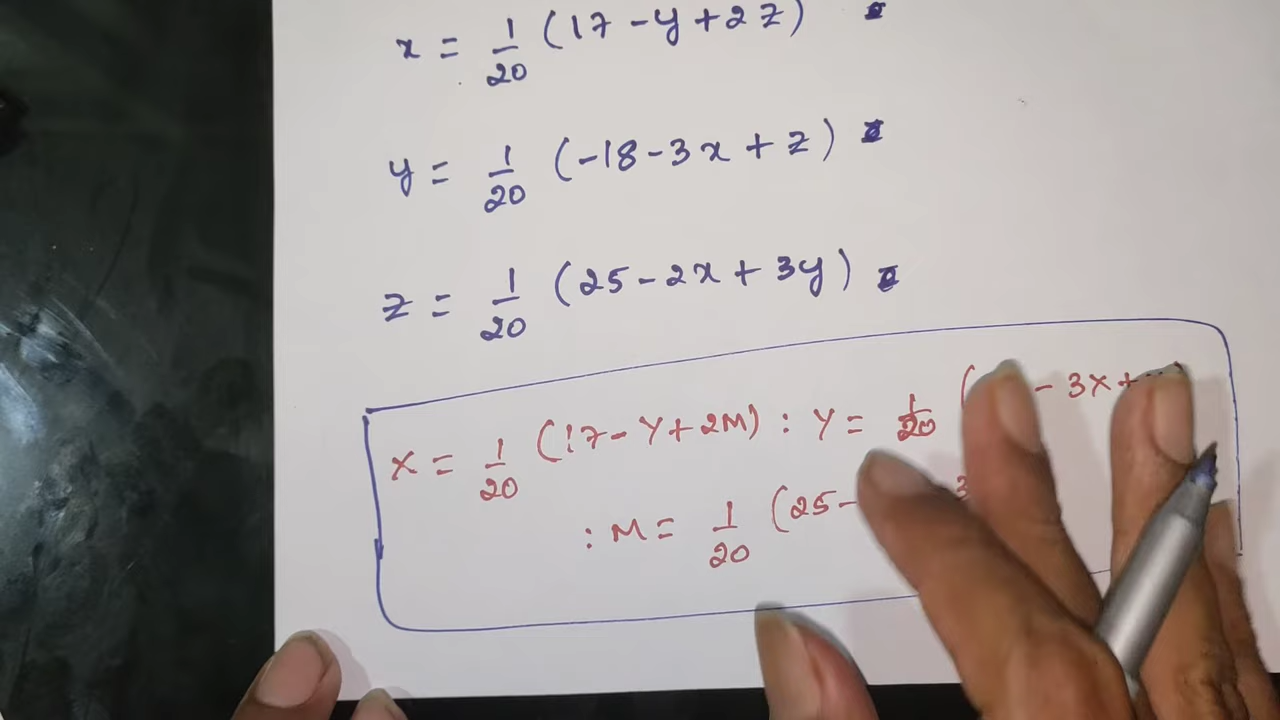 x = 1/20 (17 - y + 2z)
y = 1/20 (-18 - 3x + z)
z = 1/20 (25 - 2x + 3y)
X = 1/20 (17 - Y + 2M) : Y = 1/20 ( - 3X +
: M = 1/20 (25 - 3